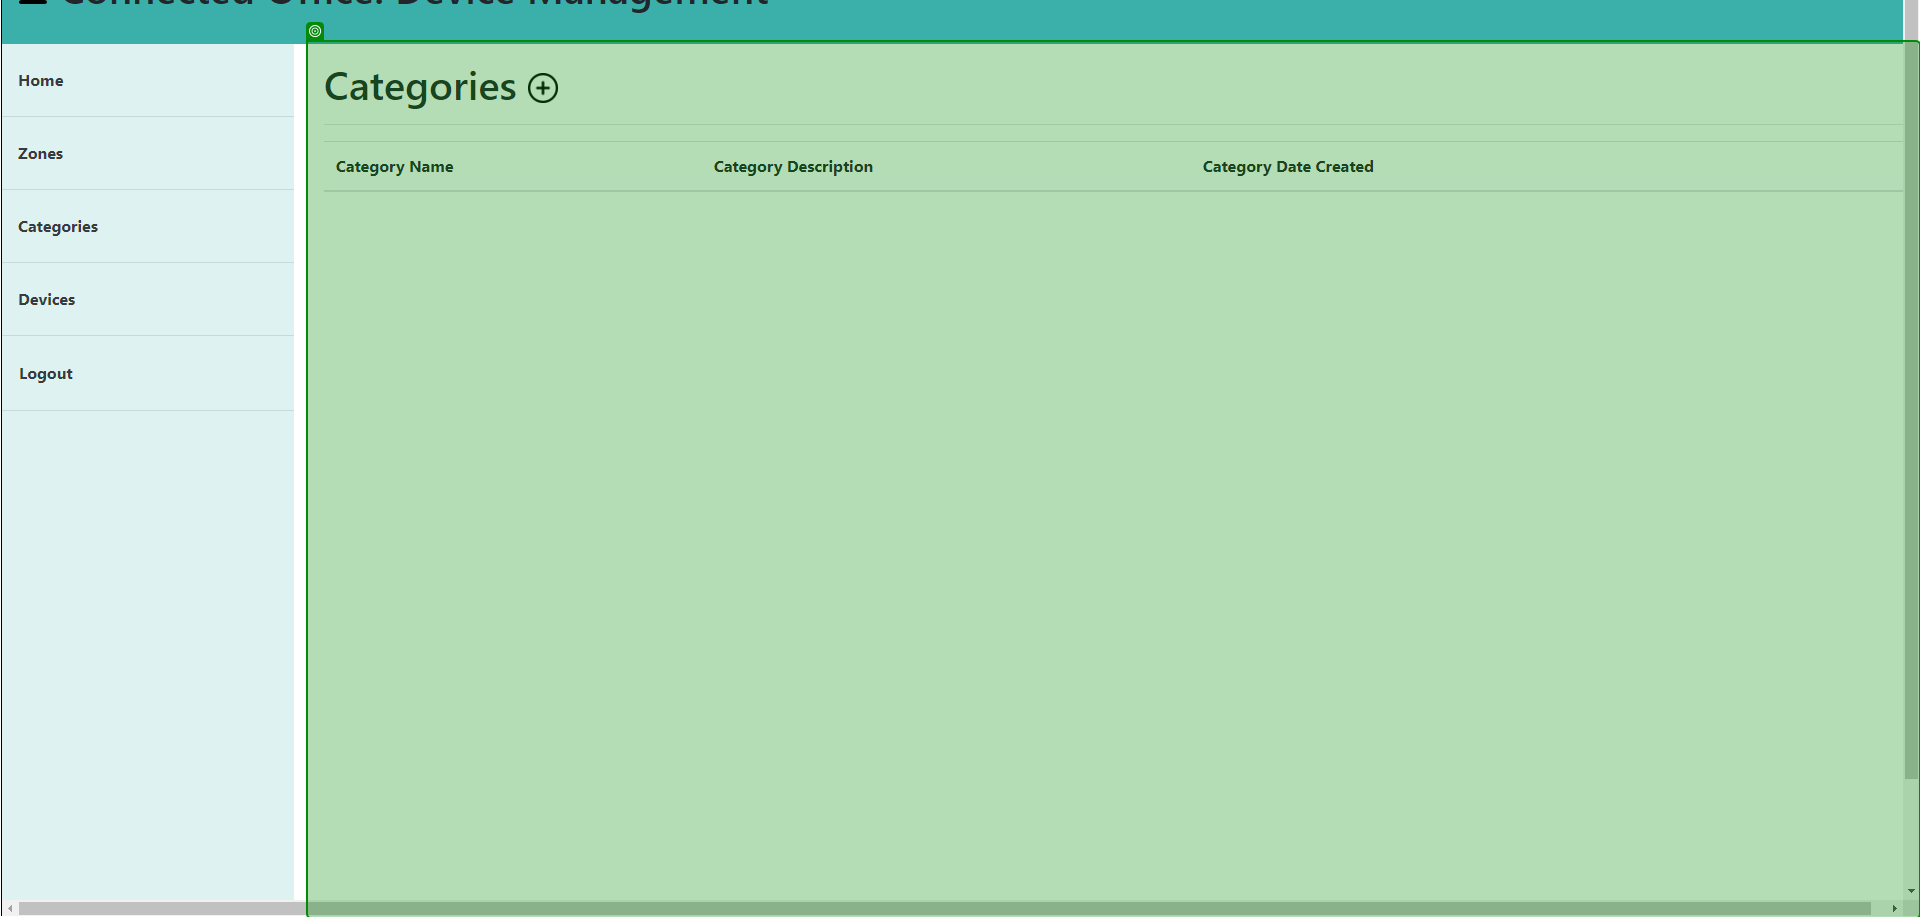 Connected Office: Device Management
Home
Zones
Categories
Devices
Logout
Categories
Category Name Category Description Category Date Created